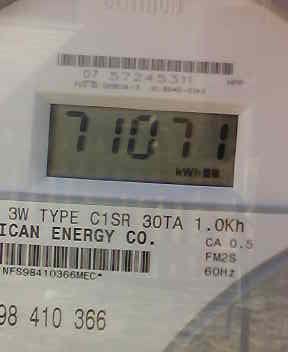 07 57245311
71071
kWh
3W TYPE C1SR 30TA 1.0Kh
ICAN ENERGY CO.
CA 0.5
FM2S
NFS98410366MEC*
60Hz
98 410 366